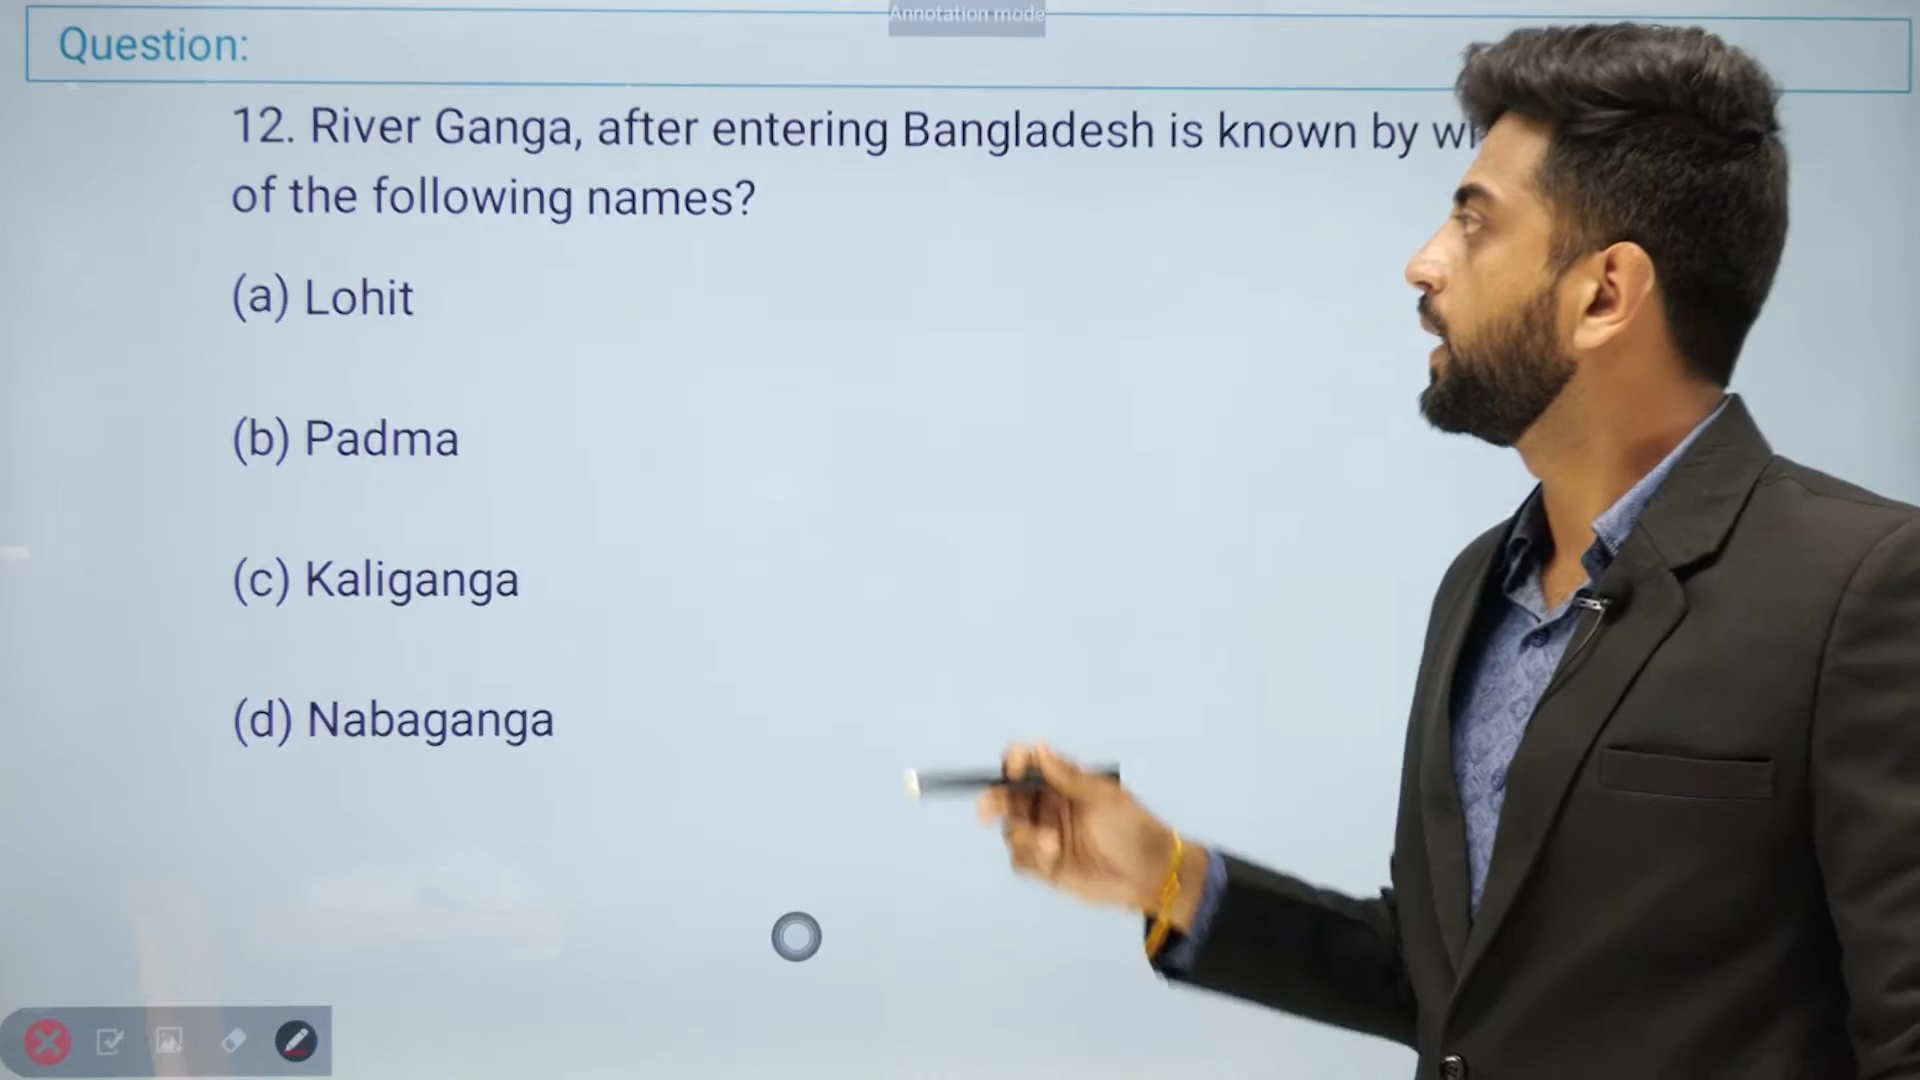 Annotation mode
Question:
12. River Ganga, after entering Bangladesh is known by
of the following names?
(a) Lohit
(b) Padma
(c) Kaliganga
(d) Nabaganga